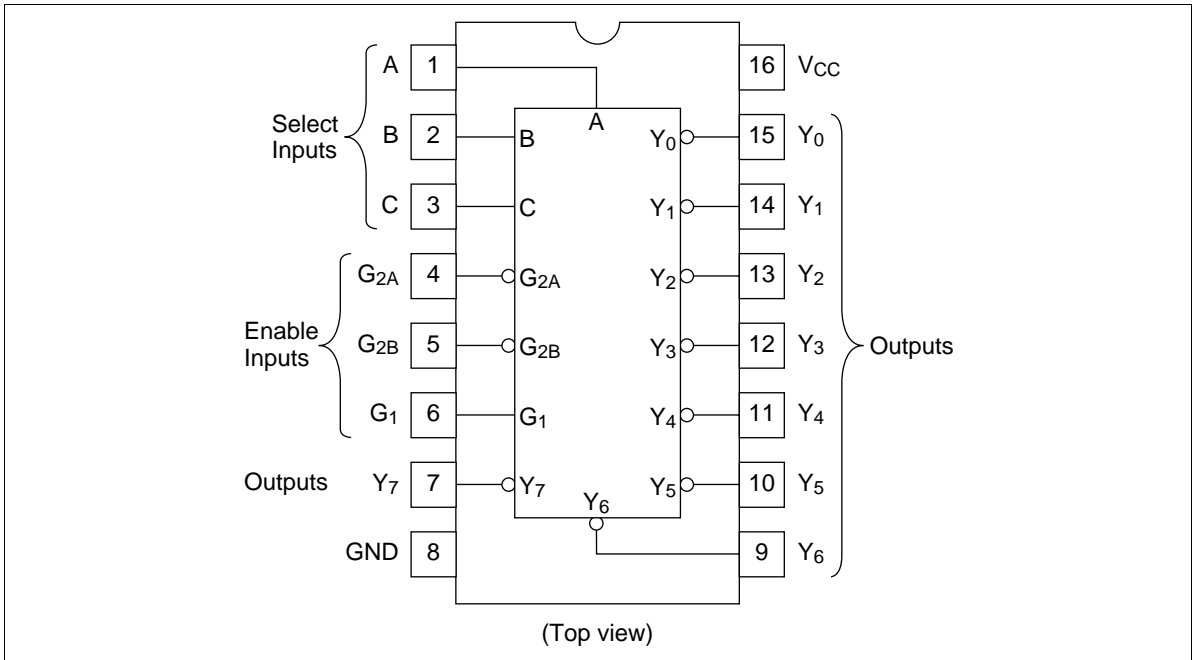 A 1 A 16 VCC
Select Inputs
B 2 B Y0 15 Y0
C 3 C Y1 14 Y1
G2A 4 G2A Y2 13 Y2
Enable Inputs
G2B 5 G2B Y3 12 Y3
Outputs
G1 6 G1 Y4 11 Y4
Outputs Y7 7 Y7 Y5 10 Y5
Y6
GND 8 9 Y6
(Top view)